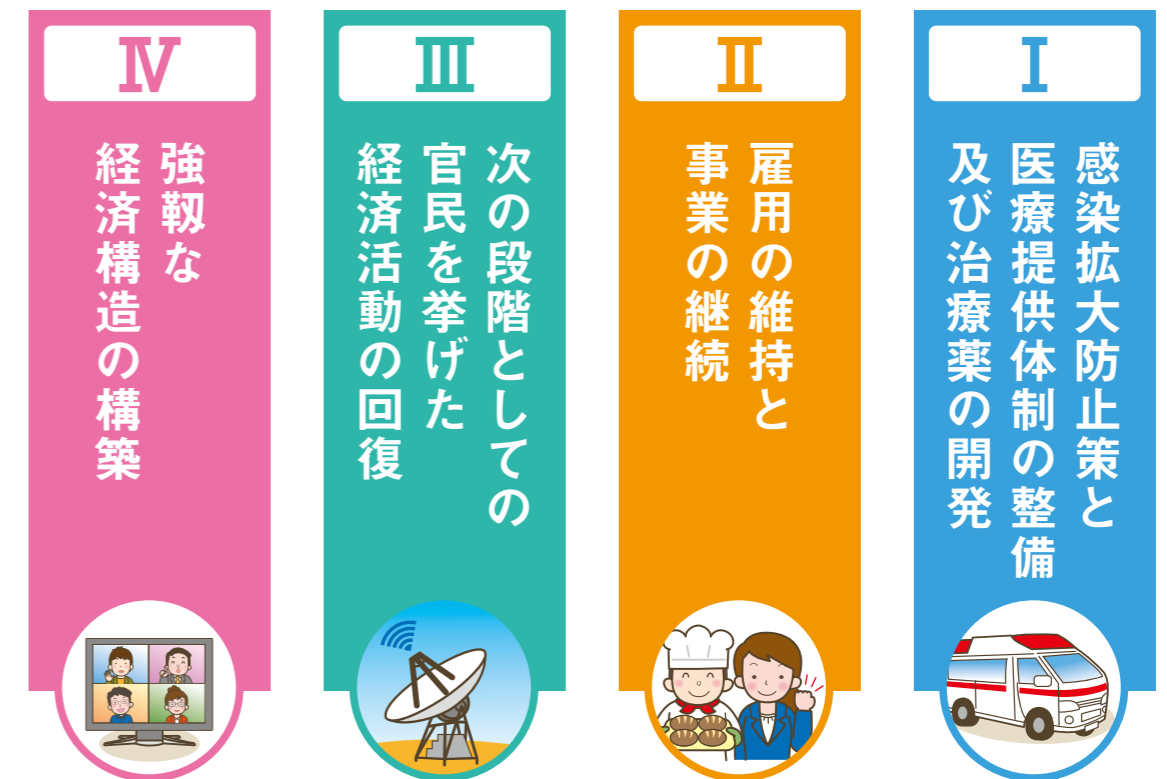 Ⅰ
感染拡大防止策と
医療提供体制の整備
及び治療薬の開発
Ⅱ
雇用の維持と
事業の継続
Ⅲ
次の段階としての
官民を挙げた
経済活動の回復
Ⅳ
強靱な
経済構造の構築